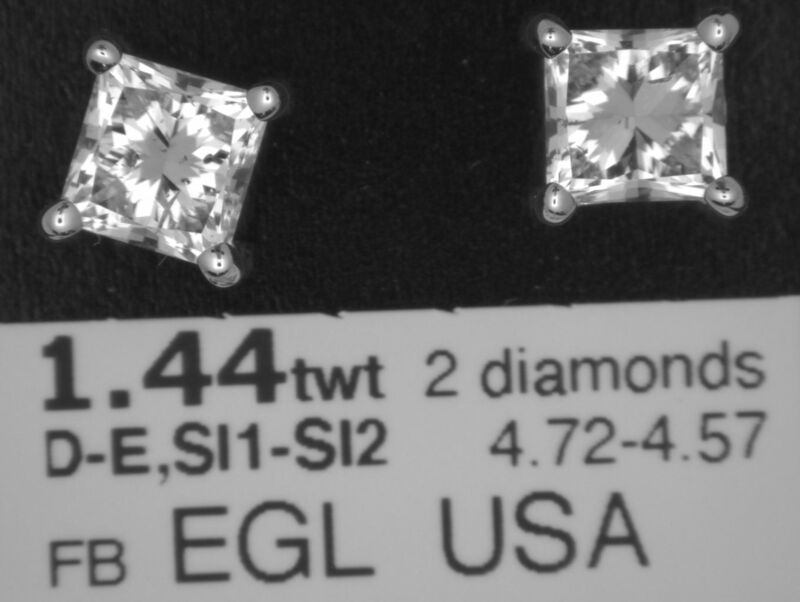 1.44twt 2 diamonds
D-E,SI1-SI2 4.72-4.57
FB EGL USA